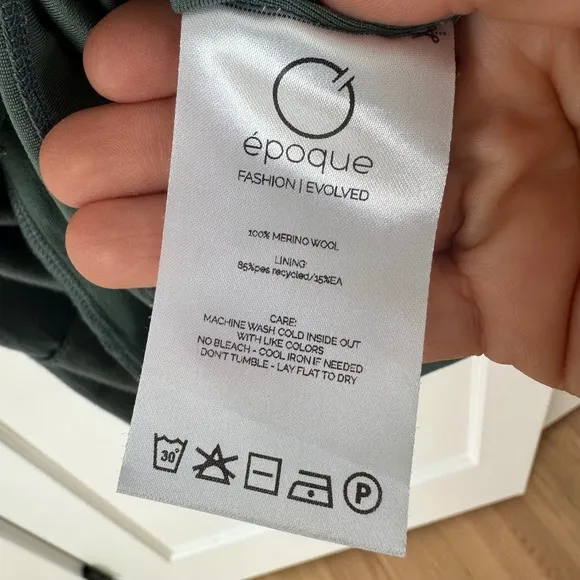 époque
FASHION | EVOLVED
100% MERINO WOOL
LINING:
85%pes recycled/15%EA
CARE:
MACHINE WASH COLD INSIDE OUT
WITH LIKE COLORS
NO BLEACH - COOL IRON IF NEEDED
DON'T TUMBLE - LAY FLAT TO DRY
30° P